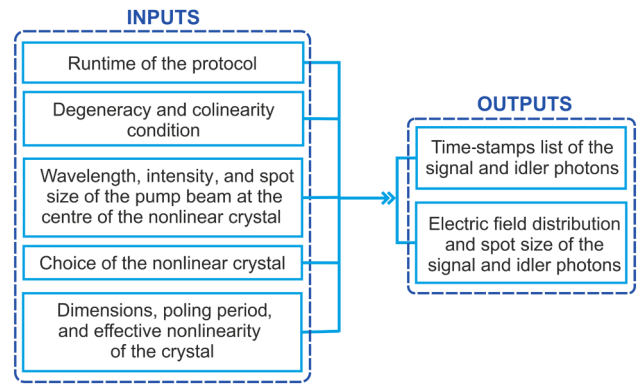 INPUTS
Runtime of the protocol
Degeneracy and colinearity
condition
Wavelength, intensity, and spot
size of the pump beam at the
centre of the nonlinear crystal
Choice of the nonlinear crystal
Dimensions, poling period,
and effective nonlinearity
of the crystal
OUTPUTS
Time-stamps list of the
signal and idler photons
Electric field distribution
and spot size of the
signal and idler photons